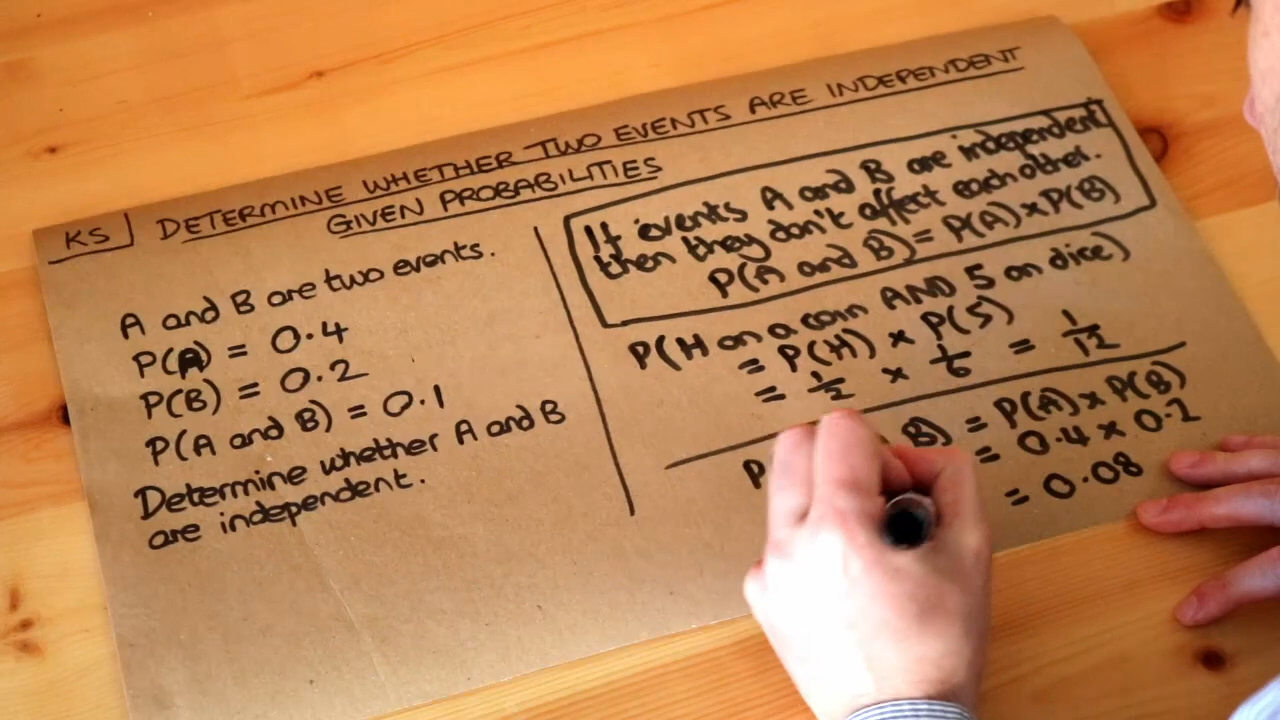 KS
DETERMINE WHETHER TWO EVENTS ARE INDEPENDENT
GIVEN PROBABILITIES
A and B are two events.
P(A) = 0.4
P(B) = 0.2
P(A and B) = 0.1
Determine whether A and B
are independent.
If events A and B are independent
then they don't affect each other.
P(A and B) = P(A) × P(B)
P(H on a coin AND 5 on dice)
= P(H) × P(5)
= 1/2 × 1/6 = 1/12
P B) = P(A) × P(B)
= 0.4 × 0.2
= 0.08